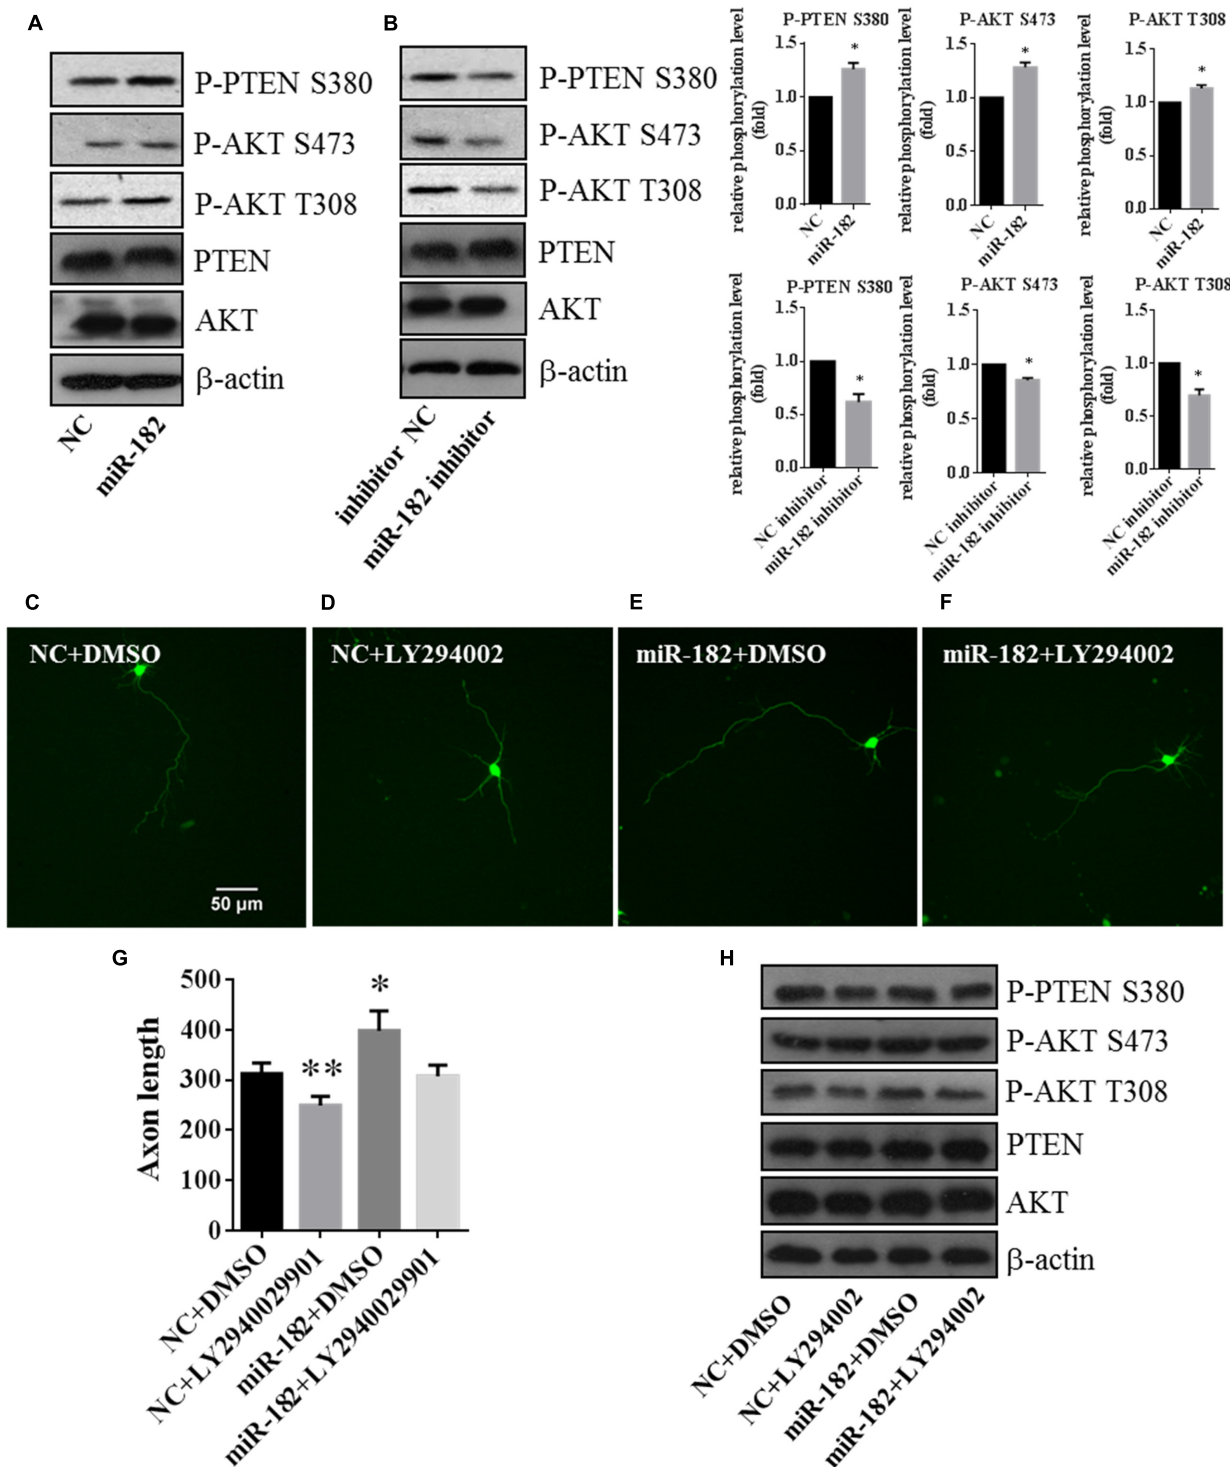 A
P-PTEN S380
P-AKT S473
P-AKT T308
PTEN
AKT
β-actin
NC
miR-182
B
P-PTEN S380
P-AKT S473
P-AKT T308
PTEN
AKT
β-actin
inhibitor NC
miR-182 inhibitor
P-PTEN S380
relative phosphorylation level
(fold)
1.5
1.0
0.5
0.0
*
NC
miR-182
P-AKT S473
relative phosphorylation level
(fold)
1.5
1.0
0.5
0.0
*
NC
miR-182
P-AKT T308
relative phosphorylation level
(fold)
1.5
1.0
0.5
0.0
*
NC
miR-182
P-PTEN S380
relative phosphorylation level
(fold)
1.5
1.0
0.5
0.0
*
NC inhibitor
miR-182 inhibitor
P-AKT S473
relative phosphorylation level
(fold)
1.5
1.0
0.5
0.0
*
NC inhibitor
miR-182 inhibitor
P-AKT T308
relative phosphorylation level
(fold)
1.5
1.0
0.5
0.0
*
NC inhibitor
miR-182 inhibitor
C
NC+DMSO
50 μm
D
NC+LY294002
E
miR-182+DMSO
F
miR-182+LY294002
G
Axon length
500
400
300
200
100
0
**
*
NC+DMSO
NC+LY2940029901
miR-182+DMSO
miR-182+LY2940029901
H
P-PTEN S380
P-AKT S473
P-AKT T308
PTEN
AKT
β-actin
NC+DMSO
NC+LY294002
miR-182+DMSO
miR-182+LY294002